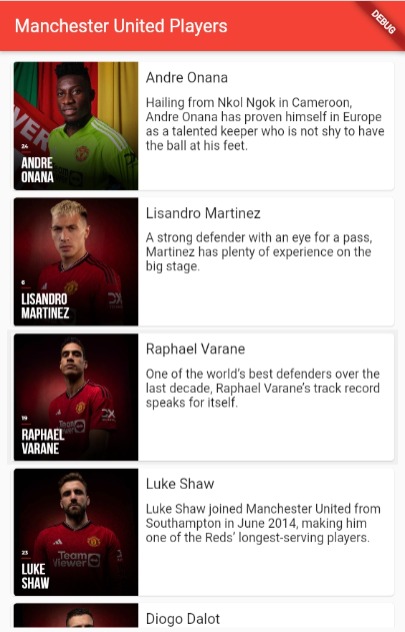 Manchester United Players
DEBUG
Andre Onana
Hailing from Nkol Ngok in Cameroon,
Andre Onana has proven himself in Europe
as a talented keeper who is not shy to have
the ball at his feet.
VER
24
ANDRE
ONANA
Lisandro Martinez
A strong defender with an eye for a pass,
Martinez has plenty of experience on the
big stage.
6
LISANDRO
MARTINEZ
Raphael Varane
One of the world's best defenders over the
last decade, Raphael Varane's track record
speaks for itself.
19
RAPHAEL
VARANE
Luke Shaw
Luke Shaw joined Manchester United from
Southampton in June 2014, making him
one of the Reds' longest-serving players.
TeamViewer
23
LUKE
SHAW
Diogo Dalot